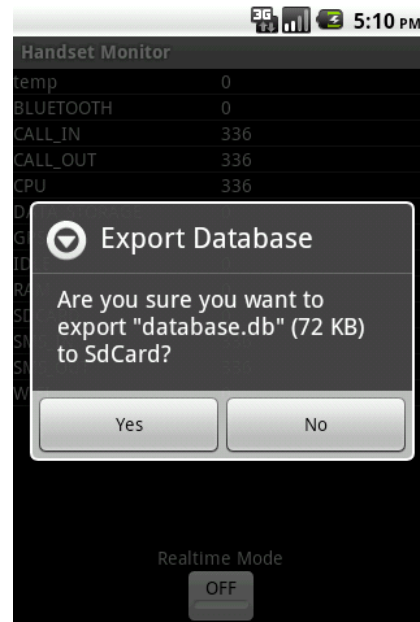 3G
5:10 PM
Handset Monitor
temp 0
BLUETOOTH 0
CALL_IN 336
CALL_OUT 336
CPU 336
Export Database
Are you sure you want to
export "database.db" (72 KB)
to SdCard?
Yes No
Realtime Mode
OFF